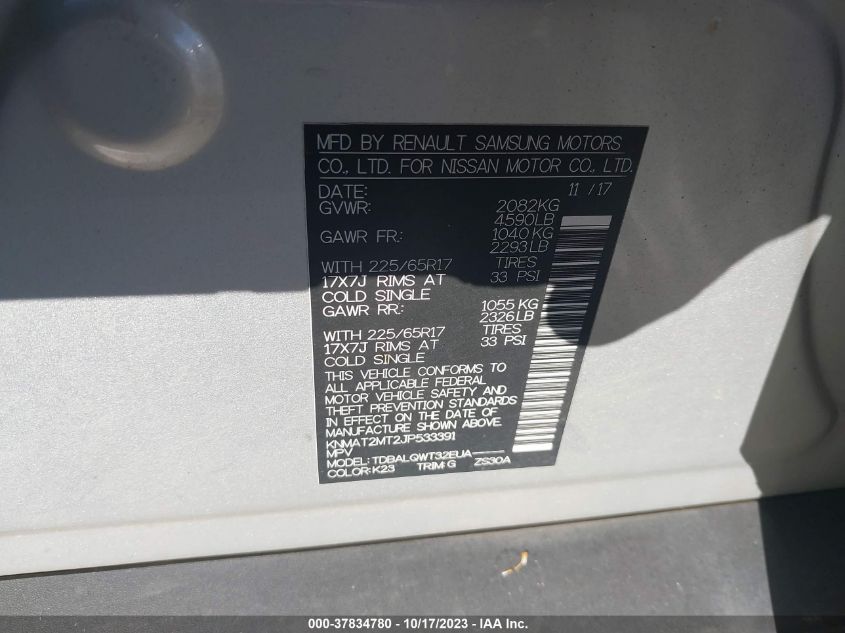 MFD BY RENAULT SAMSUNG MOTORS
CO., LTD. FOR NISSAN MOTOR CO., LTD.
DATE: 11 /17
GVWR: 2082KG
4590LB
GAWR FR.: 1040 KG
2293LB
WITH 225/65R17 TIRES
17X7J RIMS AT 33 PSI
COLD SINGLE
GAWR RR.: 1055 KG
2326LB
WITH 225/65R17 TIRES
17X7J RIMS AT 33 PSI
COLD SINGLE
THIS VEHICLE CONFORMS TO
ALL APPLICABLE FEDERAL
MOTOR VEHICLE SAFETY AND
THEFT PREVENTION STANDARDS
IN EFFECT ON THE DATE OF
MANUFACTURE SHOWN ABOVE.
KNMAT2MT2JP533391
MPV
MODEL: TDBALQWT32EUA-----
COLOR:K23 TRIM:G ZS30A
000-37834780 - 10/17/2023 - IAA Inc.